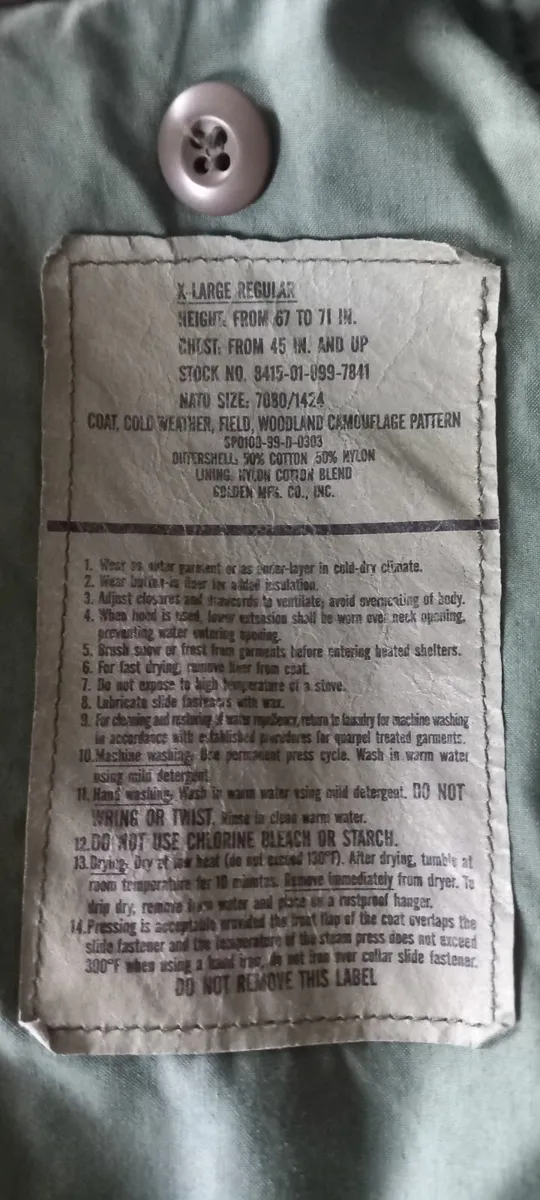 X-LARGE REGULAR
HEIGHT: FROM 67 TO 71 IN.
CHEST: FROM 45 IN. AND UP
STOCK NO. 8415-01-099-7841
NATO SIZE: 7080/1424
COAT, COLD WEATHER, FIELD, WOODLAND CAMOUFLAGE PATTERN
SP0100-99-D-0303
OUTERSHELL: 50% COTTON 50% NYLON
LINING: NYLON COTTON BLEND
GOLDEN MFG. CO., INC.
1. Wear as outer garment or as inner-layer in cold-dry climate.
2. Wear button-in liner for added insulation.
3. Adjust closures and drawcords to ventilate; avoid overheating of body.
4. When hood is used, lower extension shall be worn over neck opening,
preventing water entering opening.
5. Brush snow or frost from garments before entering heated shelters.
6. For fast drying, remove liner from coat.
7. Do not expose to high temperature of a stove.
8. Lubricate slide fasteners with wax.
9. For cleaning and restoring of water repellency, return to laundry for machine washing
in accordance with established procedures for quarpel treated garments.
10. Machine washing: Use permanent press cycle. Wash in warm water
using mild detergent.
11. Hand washing: Wash in warm water using mild detergent. DO NOT
WRING OR TWIST. Rinse in clean warm water.
12. DO NOT USE CHLORINE BLEACH OR STARCH.
13. Drying: Dry at low heat (do not exceed 130°F). After drying, tumble at
room temperature for 10 minutes. Remove immediately from dryer. To
drip dry, remove from water and place on a rustproof hanger.
14. Pressing is acceptable provided the front flap of the coat overlaps the
slide fastener and the temperature of the steam press does not exceed
300°F when using a hand iron, do not iron over collar slide fastener.
DO NOT REMOVE THIS LABEL